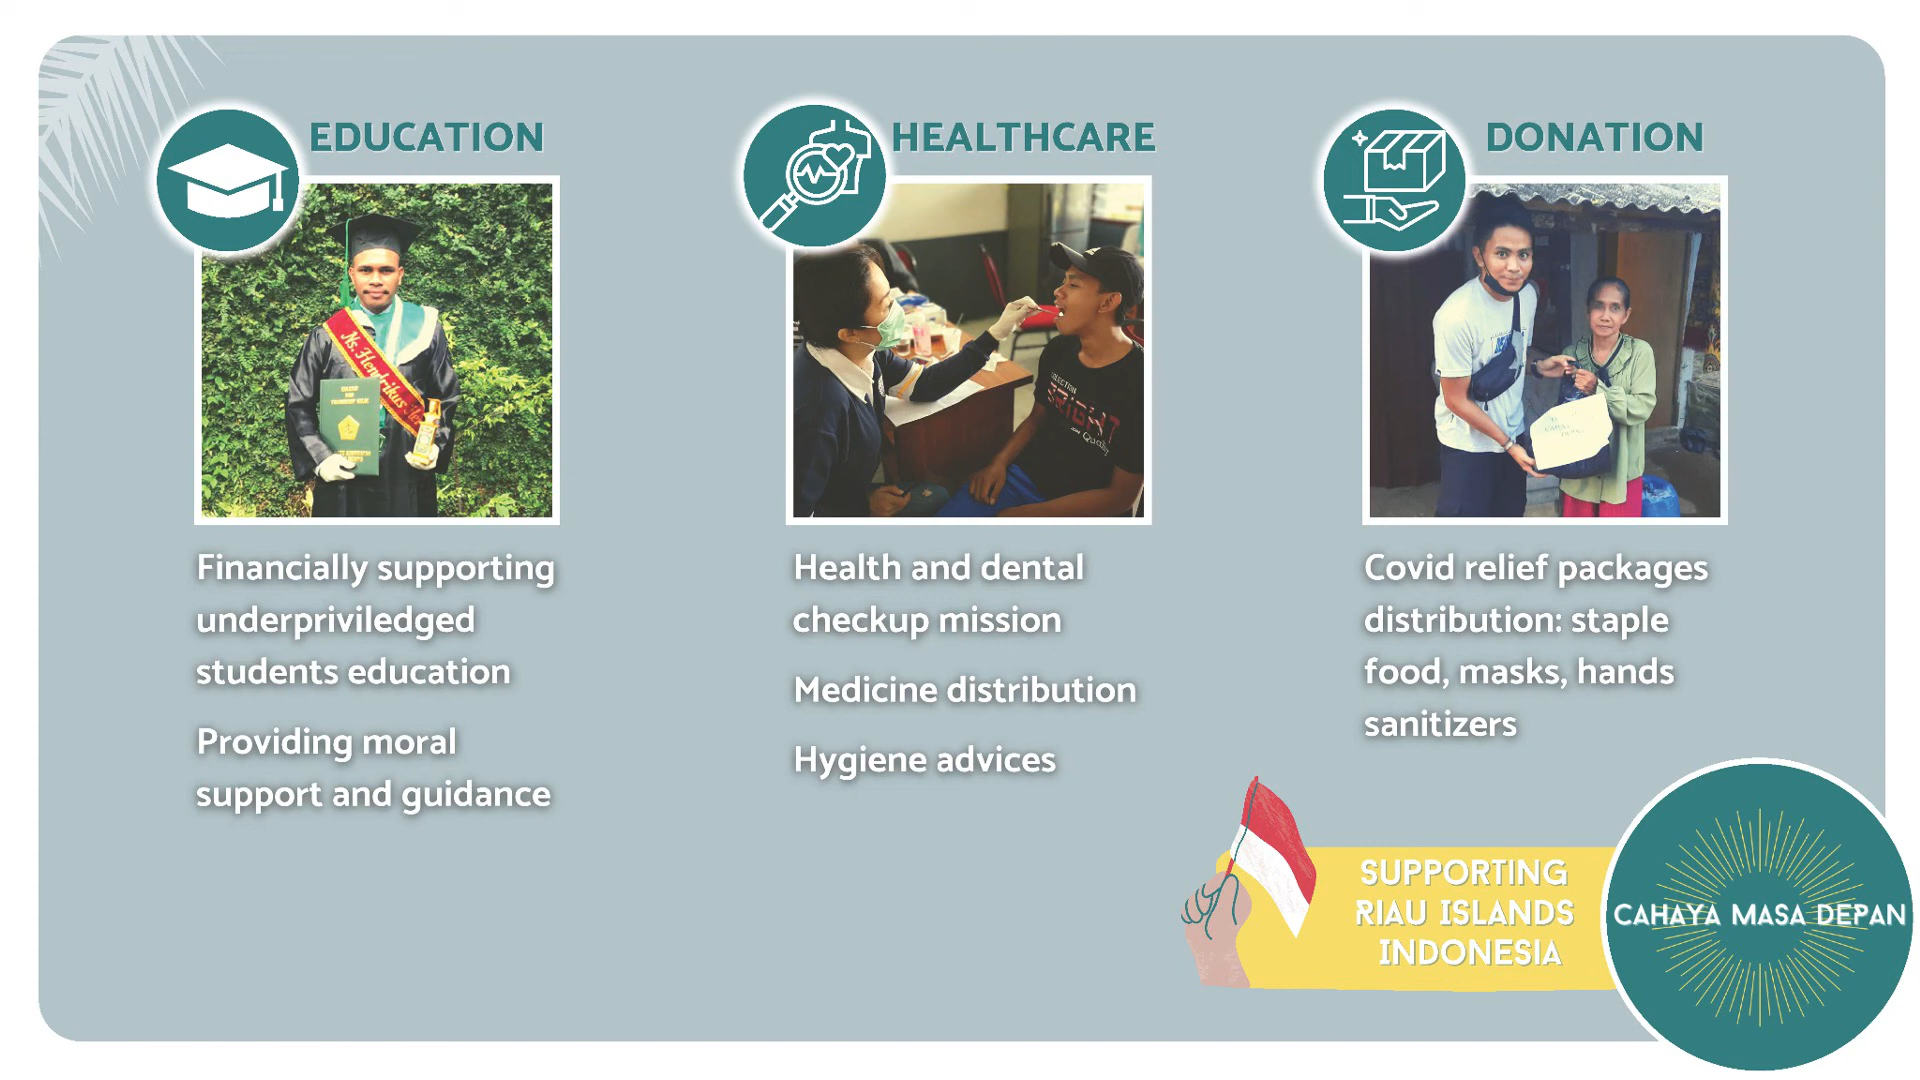 EDUCATION
Financially supporting
underpriviledged
students education
Providing moral
support and guidance
HEALTHCARE
Health and dental
checkup mission
Medicine distribution
Hygiene advices
DONATION
Covid relief packages
distribution: staple
food, masks, hands
sanitizers
SUPPORTING
RIAU ISLANDS
INDONESIA
CAHAYA MASA DEPAN
Ns. Hendrikus